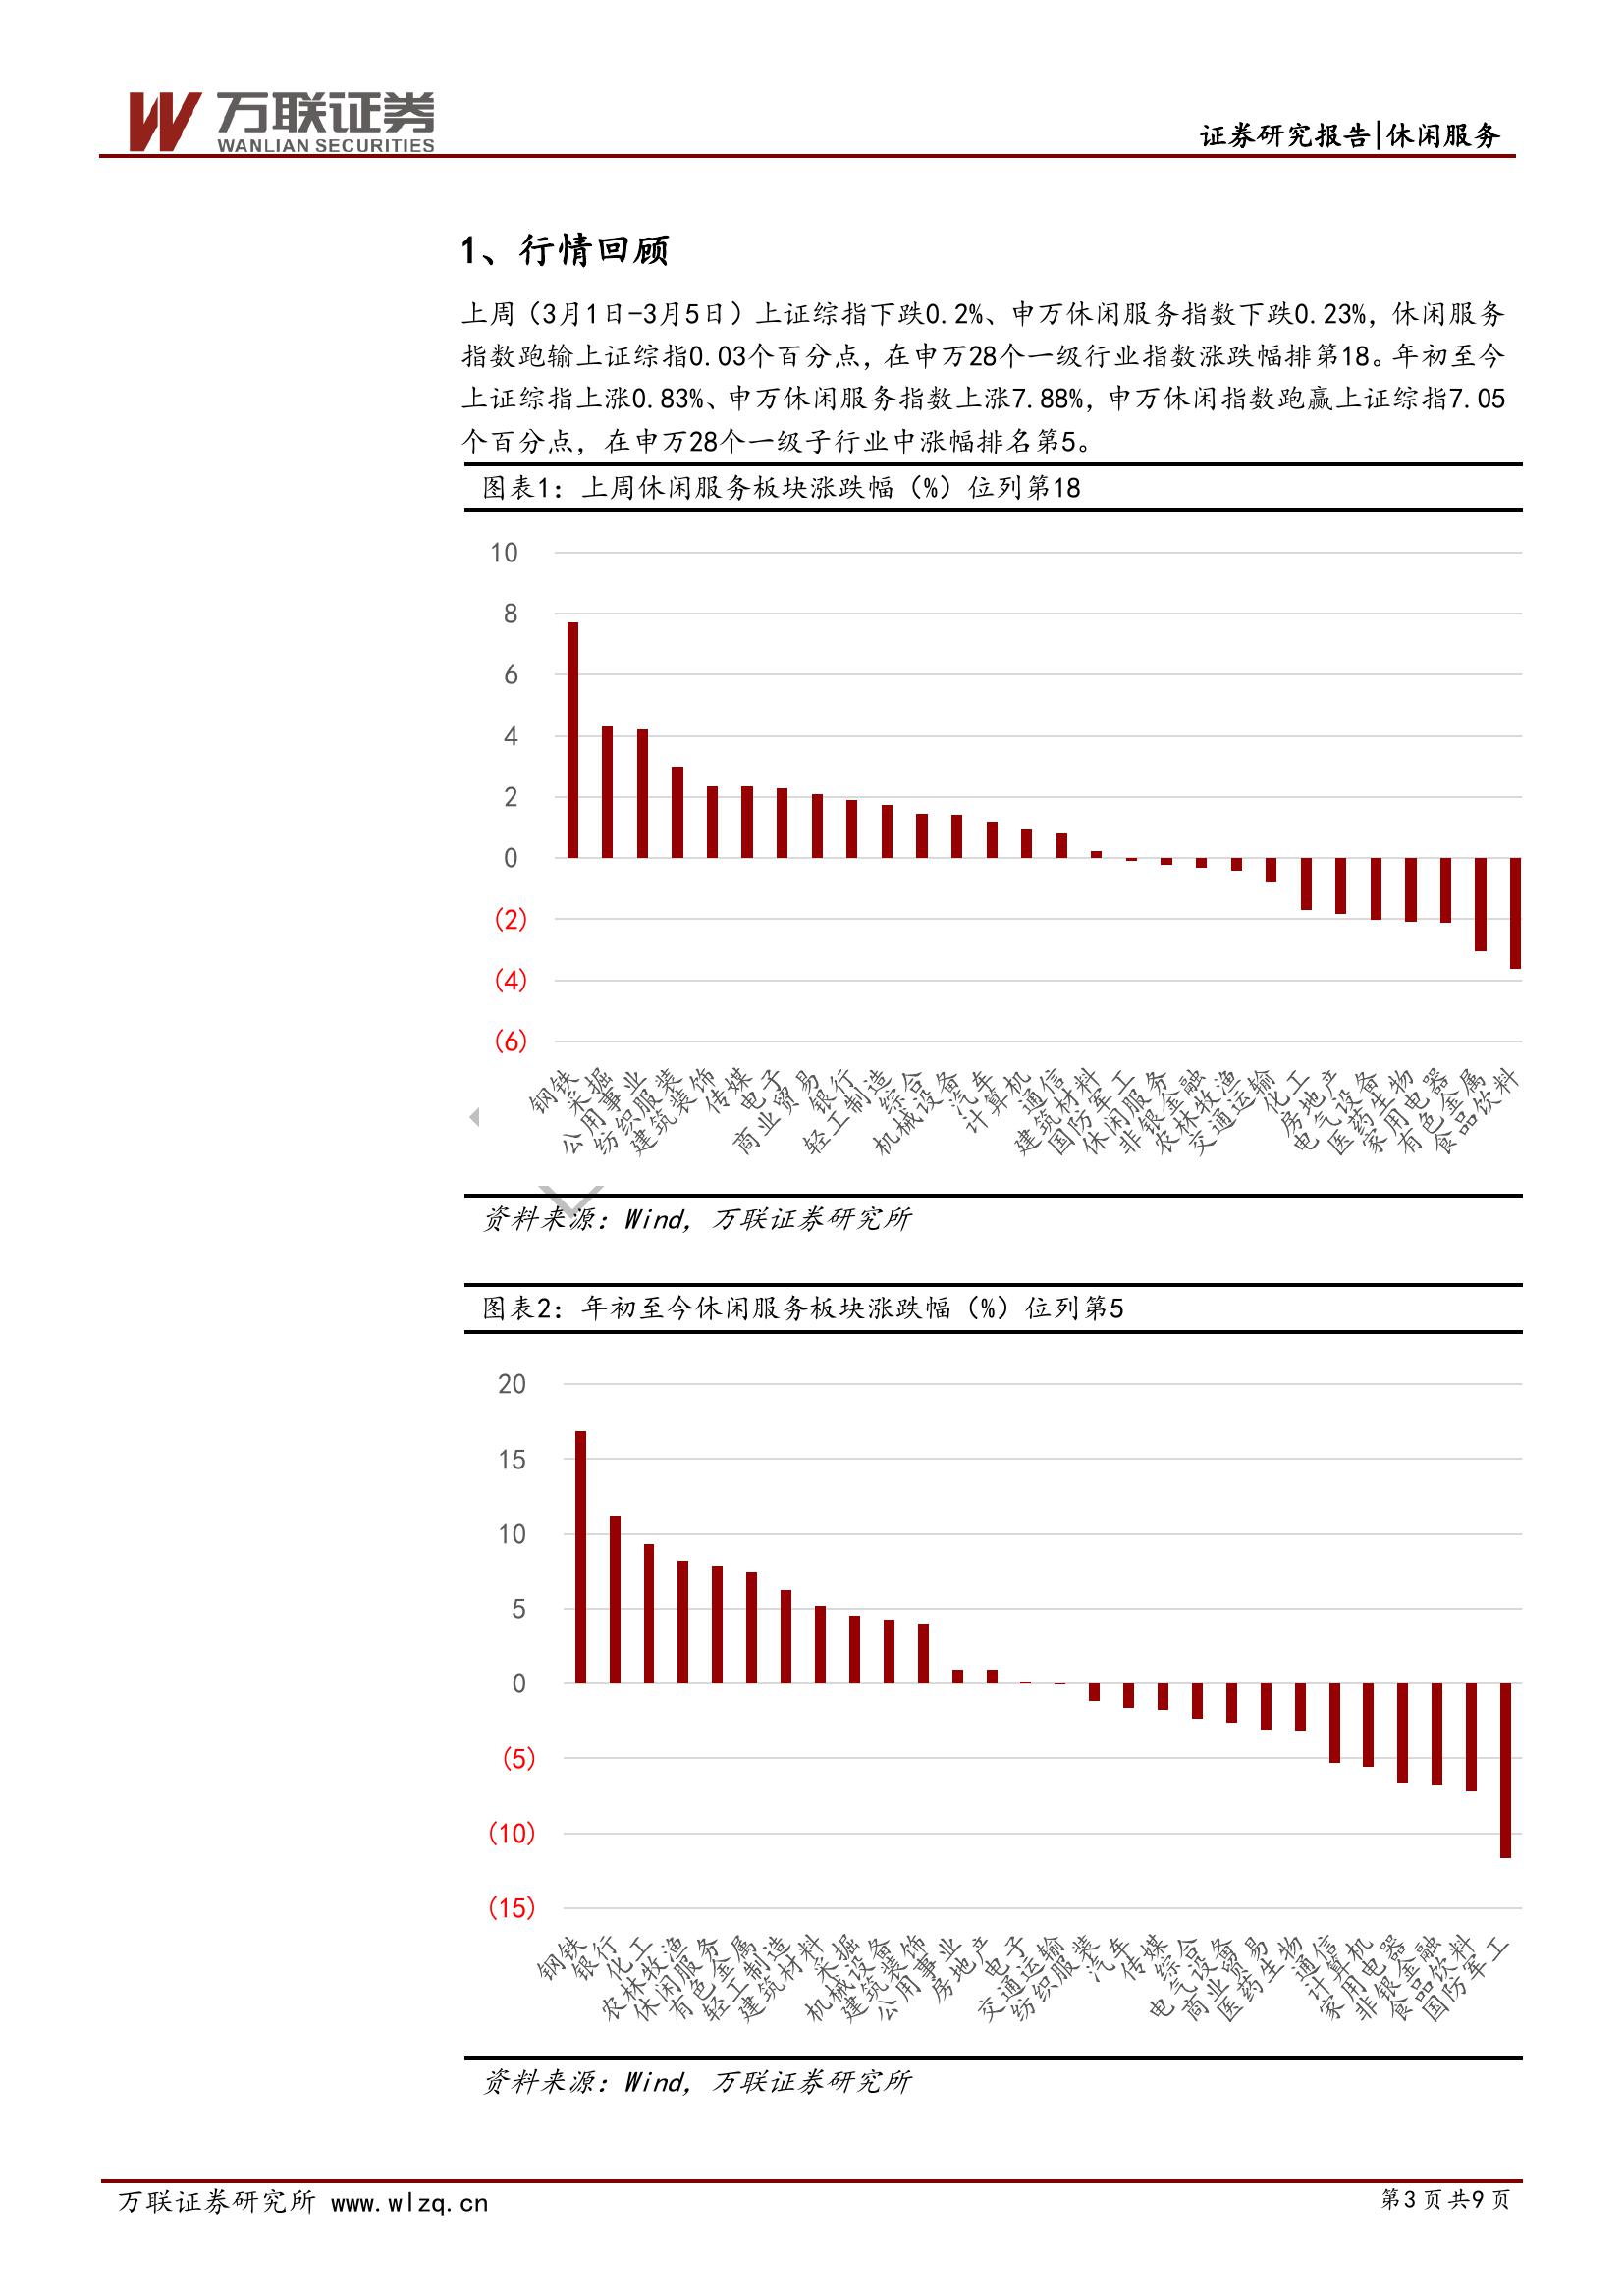 万联证券
WANLIAN SECURITIES
证券研究报告|休闲服务
1、行情回顾
上周（3月1日-3月5日）上证综指下跌0.2%、申万休闲服务指数下跌0.23%，休闲服务
指数跑输上证综指0.03个百分点，在申万28个一级行业指数涨跌幅排第18。年初至今
上证综指上涨0.83%、申万休闲服务指数上涨7.88%，申万休闲指数跑赢上证综指7.05
个百分点，在申万28个一级子行业中涨幅排名第5。
图表1：上周休闲服务板块涨跌幅（%）位列第18
10
8
6
4
2
0
(2)
(4)
(6)
钢铁
采掘
公用事业
纺织服装
建筑装饰
传媒
电子
商业贸易
银行
轻工制造
综合
机械设备
汽车
计算机
通信
建筑材料
国防军工
休闲服务
非银金融
农林牧渔
交通运输
化工
房地产
电气设备
医药生物
家用电器
有色金属
食品饮料
资料来源：Wind，万联证券研究所
图表2：年初至今休闲服务板块涨跌幅（%）位列第5
20
15
10
5
0
(5)
(10)
(15)
钢铁
银行
化工
农林牧渔
休闲服务
有色金属
轻工制造
建筑材料
采掘
机械设备
建筑装饰
公用事业
房地产
电子
交通运输
纺织服装
汽车
传媒
综合
电气设备
商业贸易
医药生物
通信
计算机
家用电器
非银金融
食品饮料
国防军工
资料来源：Wind，万联证券研究所
万联证券研究所 www.wlzq.cn
第3页共9页